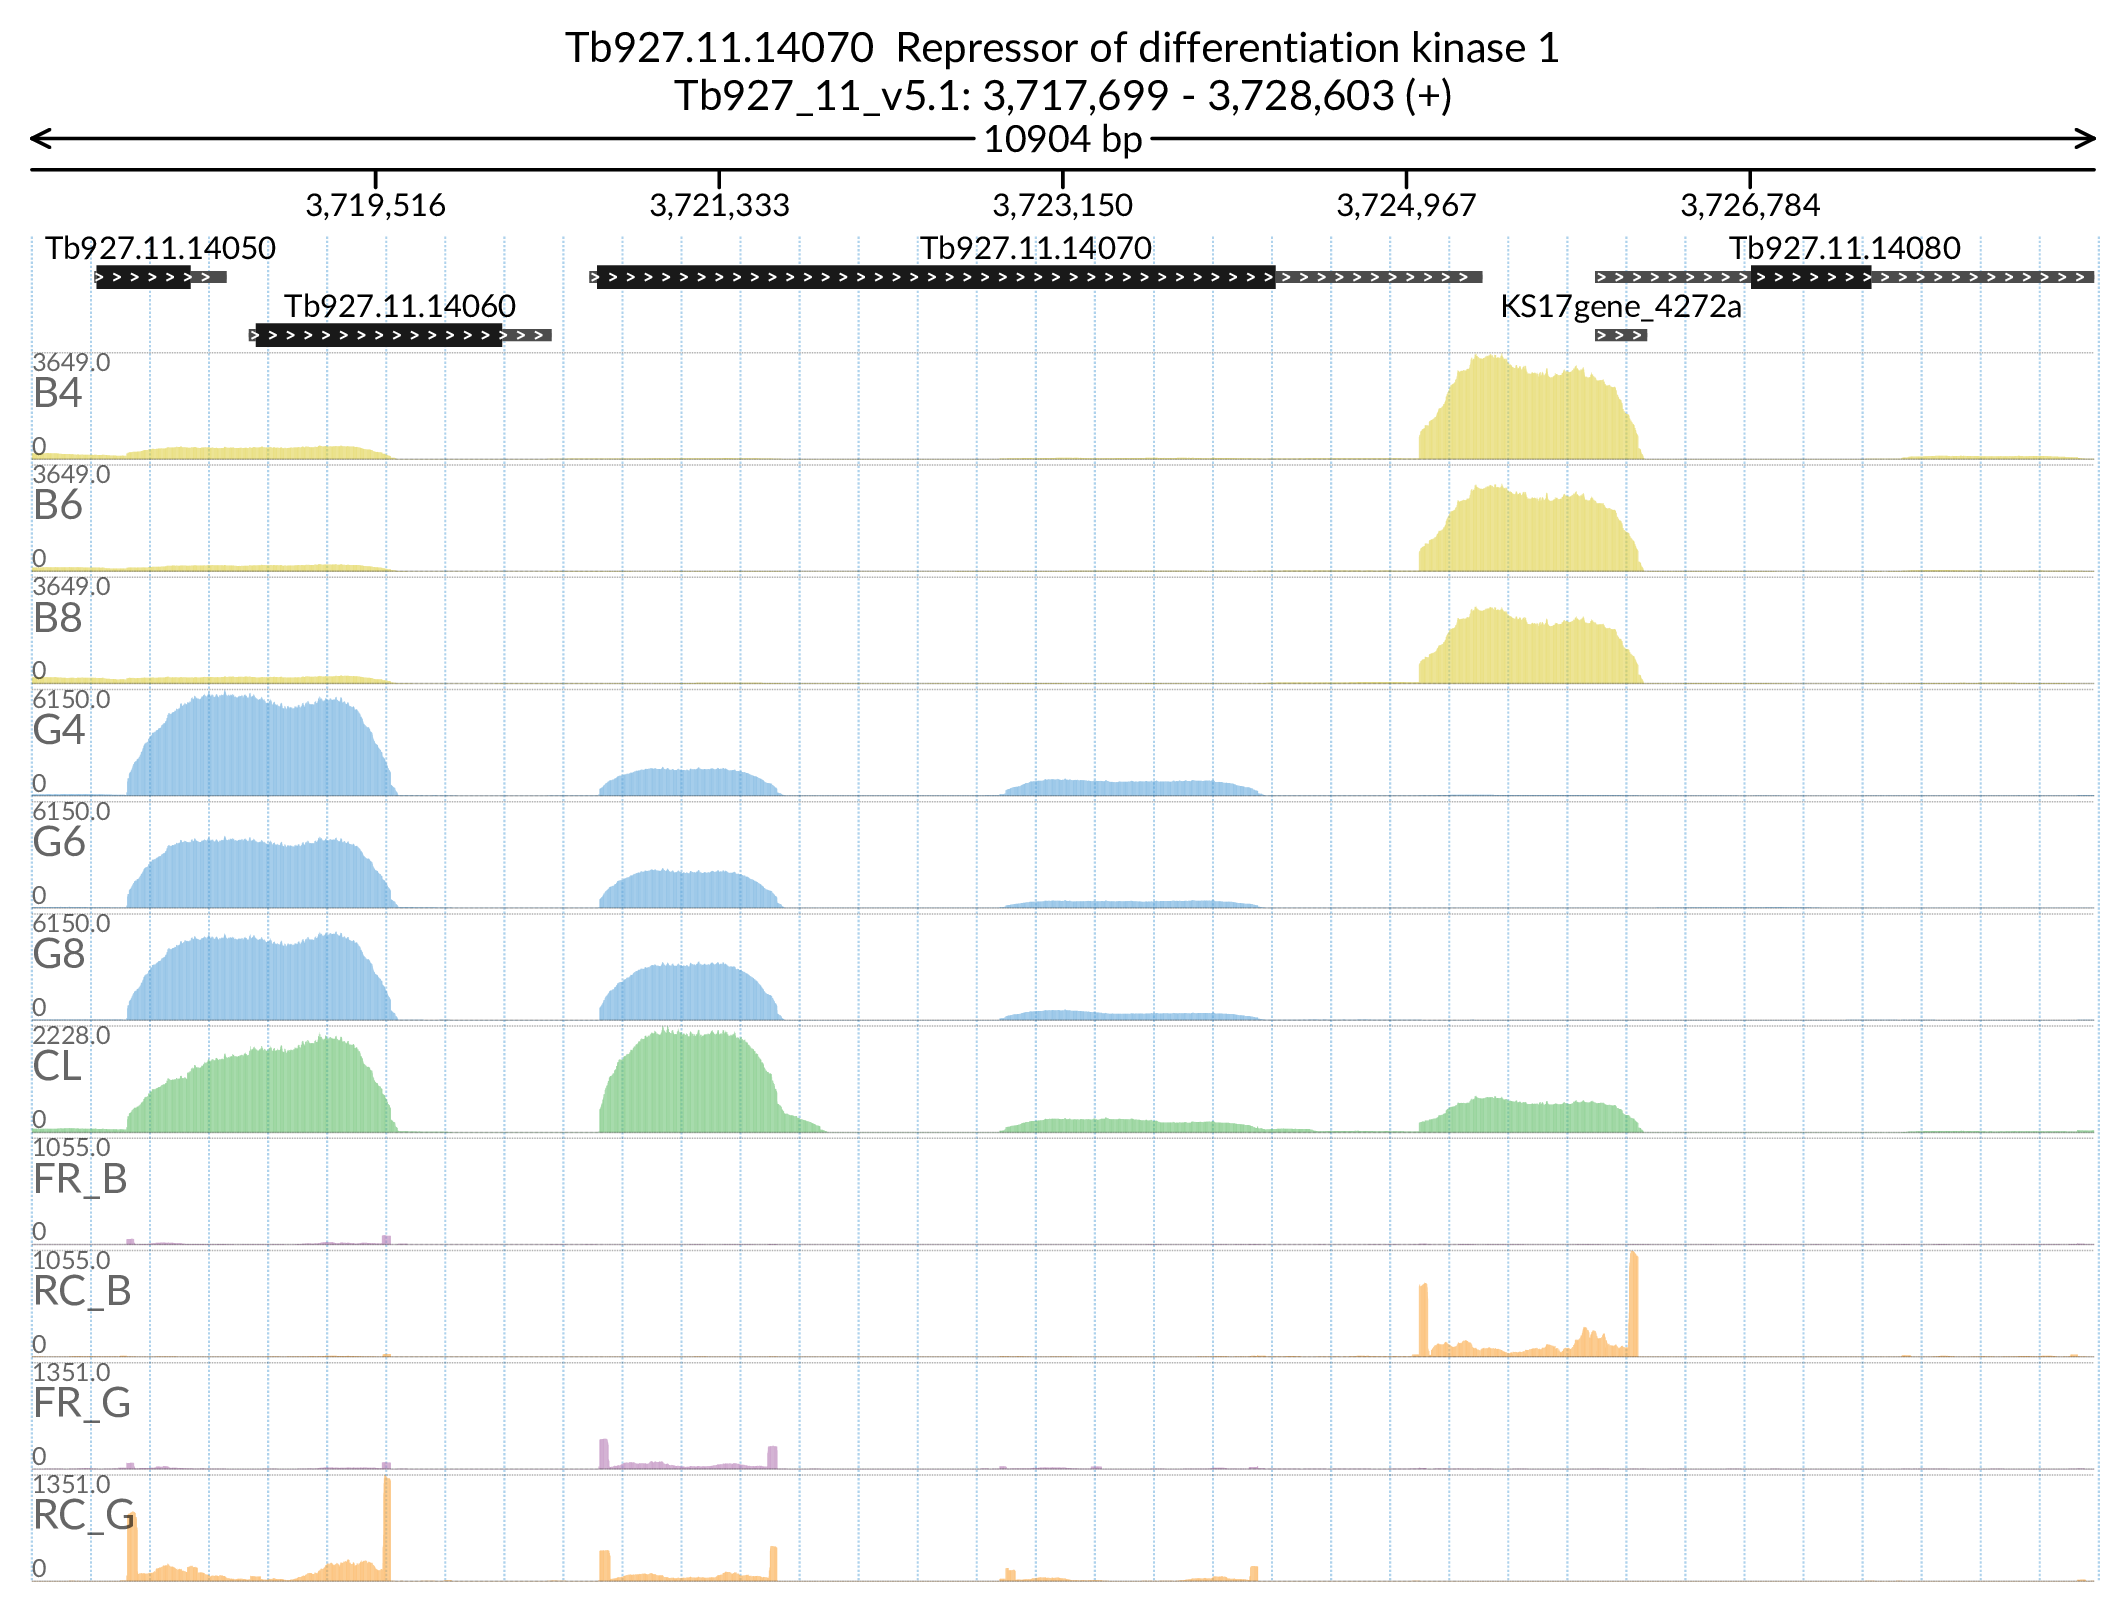 Tb927.11.14070  Repressor of differentiation kinase 1
Tb927_11_v5.1: 3,717,699 - 3,728,603 (+)
10904 bp
3,719,516 3,721,333 3,723,150 3,724,967 3,726,784
Tb927.11.14050 Tb927.11.14070 Tb927.11.14080
Tb927.11.14060 KS17gene_4272a
3649.0
B4
0
3649.0
B6
0
3649.0
B8
0
6150.0
G4
0
6150.0
G6
0
6150.0
G8
0
2228.0
CL
0
1055.0
FR_B
0
1055.0
RC_B
0
1351.0
FR_G
0
1351.0
RC_G
0